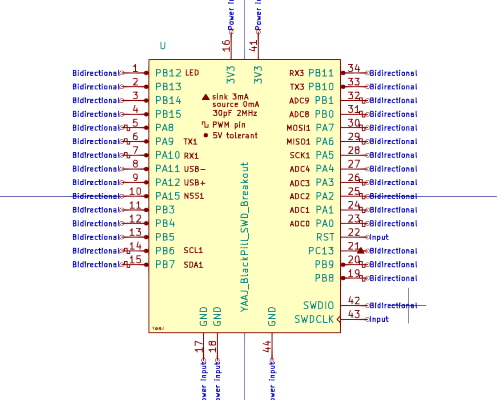 U
Power i
Power i
16
41
3V3
3V3
Bidirectional 1 PB12 LED
Bidirectional 2 PB13
Bidirectional 3 PB14
Bidirectional 4 PB15
Bidirectional 5 PA8
Bidirectional 6 PA9 TX1
Bidirectional 7 PA10 RX1
Bidirectional 8 PA11 USB-
Bidirectional 9 PA12 USB+
Bidirectional 10 PA15 NSS1
Bidirectional 11 PB3
Bidirectional 12 PB4
Bidirectional 13 PB5
Bidirectional 14 PB6 SCL1
Bidirectional 15 PB7 SDA1
sink 3mA
source 0mA
30pF 2MHz
PWM pin
5V tolerant
YAAJ_BlackPill_SWD_Breakout
RX3 PB11 34 Bidirectional
TX3 PB10 33 Bidirectional
ADC9 PB1 32 Bidirectional
ADC8 PB0 31 Bidirectional
MOSI1 PA7 30 Bidirectional
MISO1 PA6 29 Bidirectional
SCK1 PA5 28 Bidirectional
ADC4 PA4 27 Bidirectional
ADC3 PA3 26 Bidirectional
ADC2 PA2 25 Bidirectional
ADC1 PA1 24 Bidirectional
ADC0 PA0 23 Bidirectional
RST 22 Input
PC13 21 Bidirectional
PB9 20 Bidirectional
PB8 19 Bidirectional
SWDIO 42 Bidirectional
SWDCLK 43 Input
GND
GND
GND
17
18
44
ower input
ower input
ower input